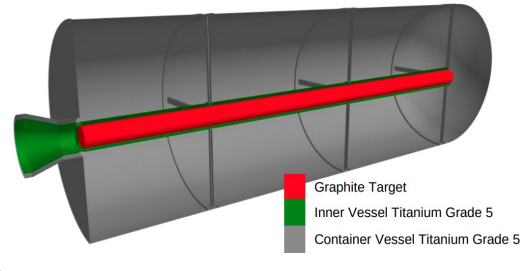 Graphite Target
Inner Vessel Titanium Grade 5
Container Vessel Titanium Grade 5